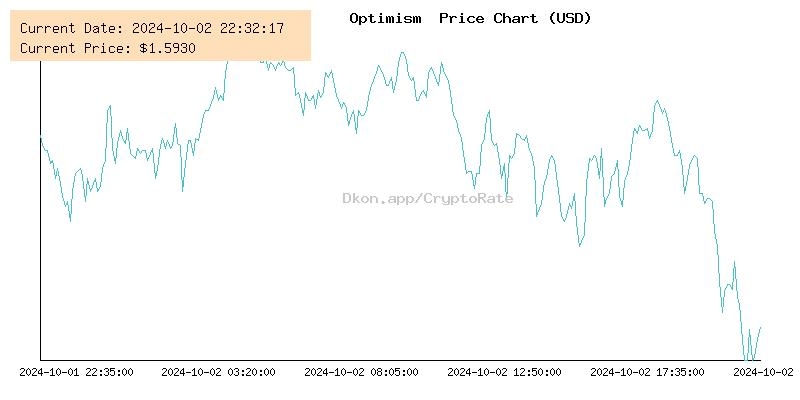 Optimism Price Chart (USD)
Current Date: 2024-10-02 22:32:17
Current Price: $1.5930
Dkon.app/CryptoRate
2024-10-01 22:35:00 2024-10-02 03:20:00 2024-10-02 08:05:00 2024-10-02 12:50:00 2024-10-02 17:35:00 2024-10-02